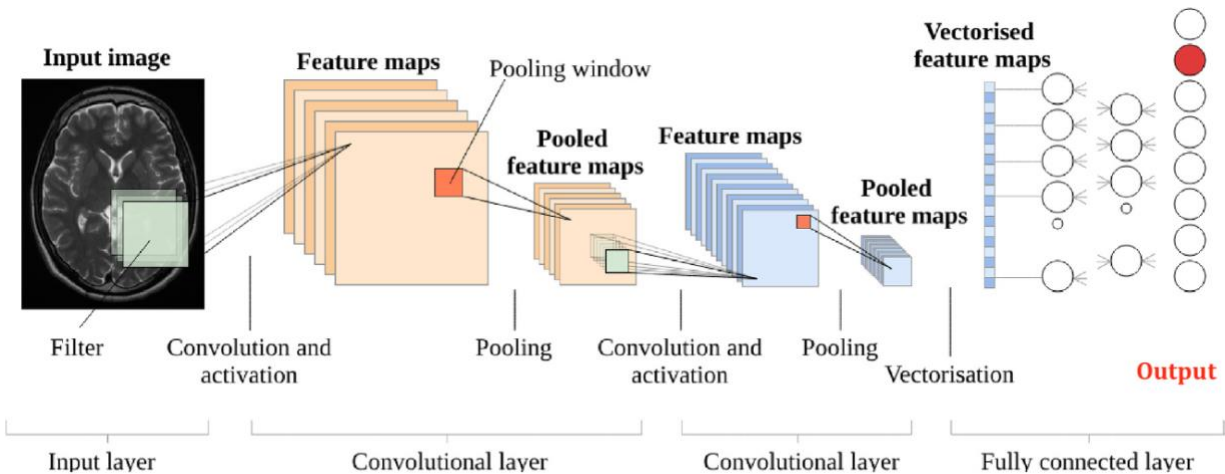 Input image
Feature maps
Pooling window
Pooled
feature maps
Feature maps
Pooled
feature maps
Vectorised
feature maps
Filter
Convolution and
activation
Pooling
Convolution and
activation
Pooling
Vectorisation
Output
Input layer
Convolutional layer
Convolutional layer
Fully connected layer